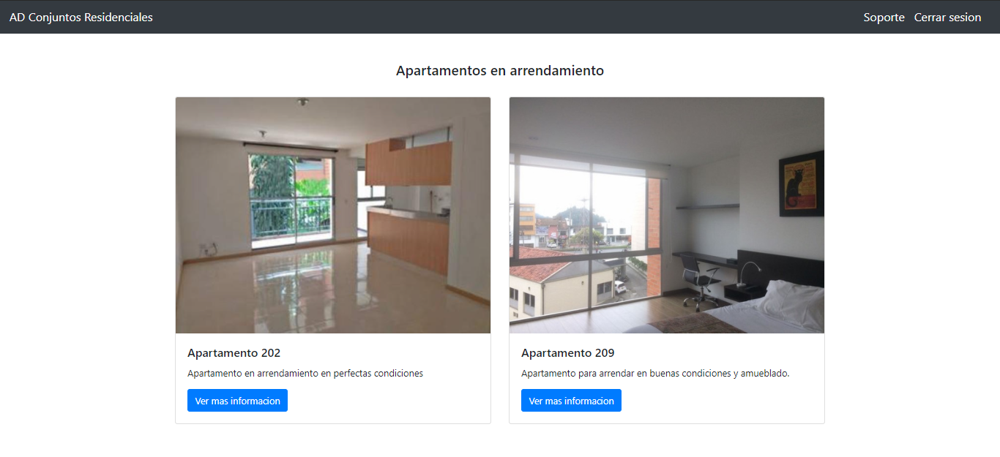 AD Conjuntos Residenciales
Soporte Cerrar sesion
Apartamentos en arrendamiento
Apartamento 202
Apartamento en arrendamiento en perfectas condiciones
Ver mas informacion
Apartamento 209
Apartamento para arrendar en buenas condiciones y amueblado.
Ver mas informacion